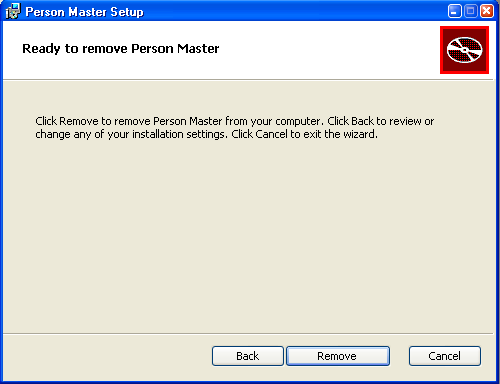 Person Master Setup
Ready to remove Person Master
Click Remove to remove Person Master from your computer. Click Back to review or
change any of your installation settings. Click Cancel to exit the wizard.
Back
Remove
Cancel